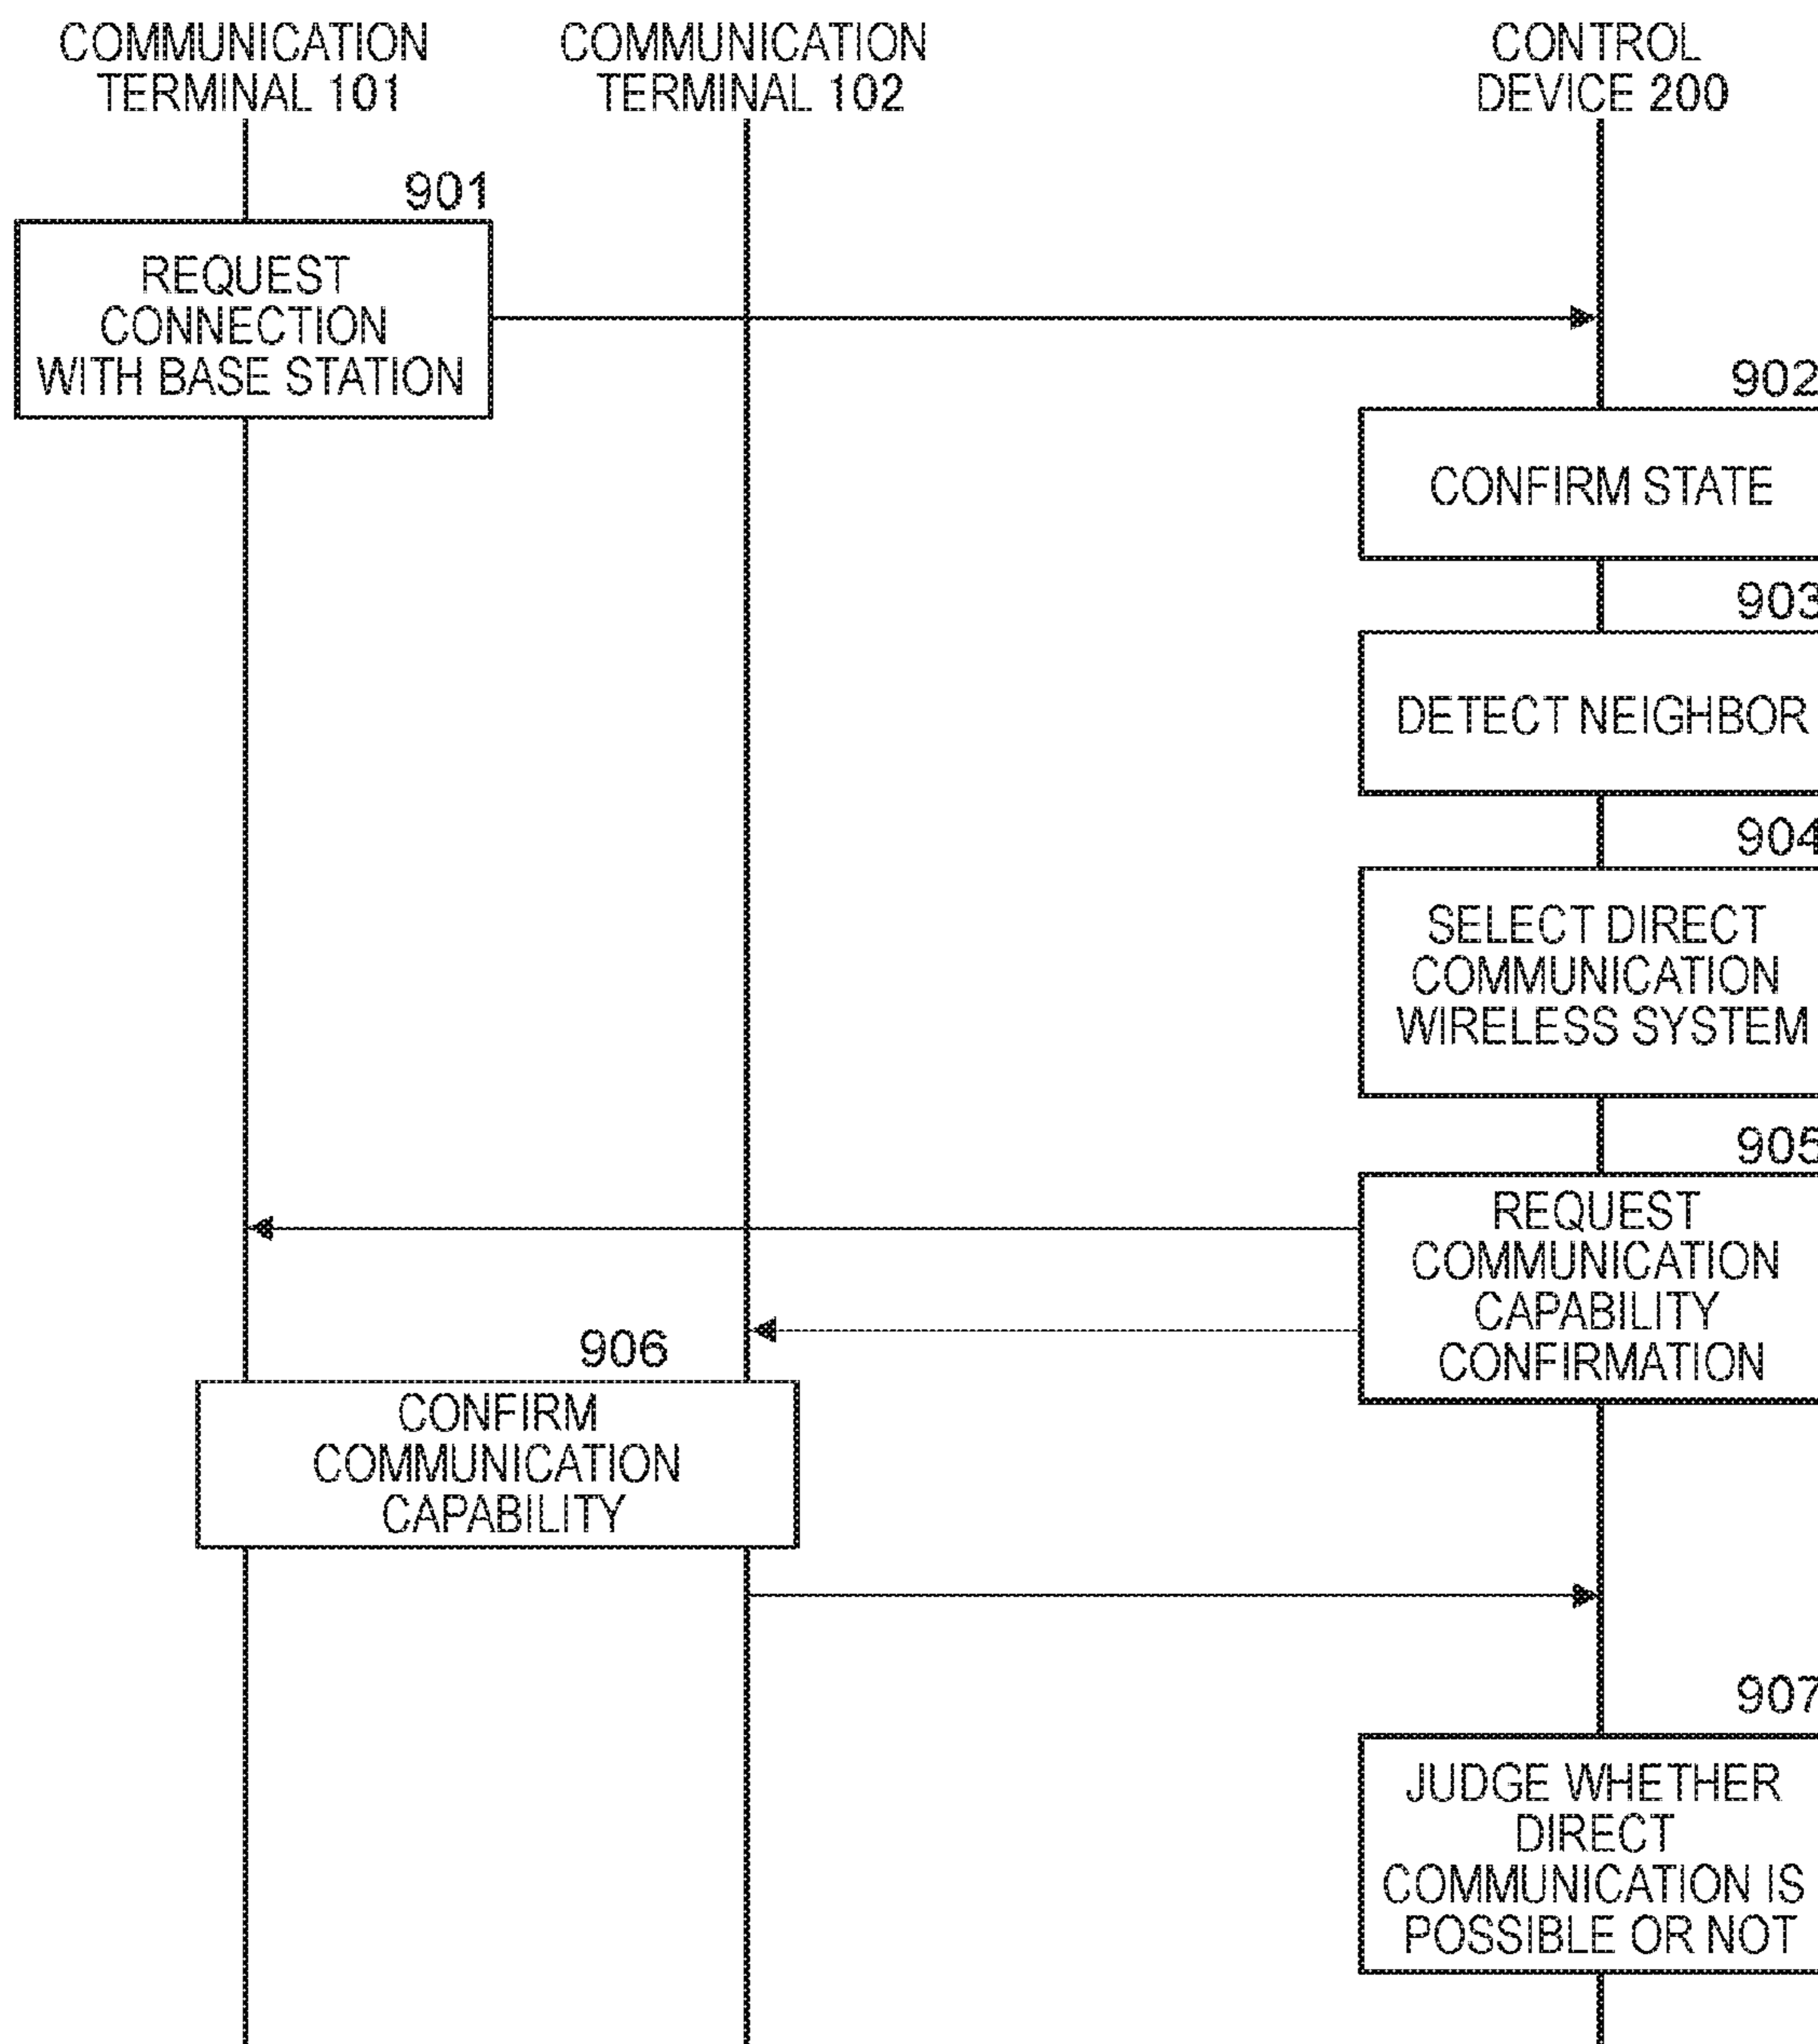 COMMUNICATION
TERMINAL 101
COMMUNICATION
TERMINAL 102
CONTROL
DEVICE 200
901
REQUEST
CONNECTION
WITH BASE STATION
902
CONFIRM STATE
903
DETECT NEIGHBOR
904
SELECT DIRECT
COMMUNICATION
WIRELESS SYSTEM
905
REQUEST
COMMUNICATION
CAPABILITY
CONFIRMATION
906
CONFIRM
COMMUNICATION
CAPABILITY
907
JUDGE WHETHER
DIRECT
COMMUNICATION IS
POSSIBLE OR NOT